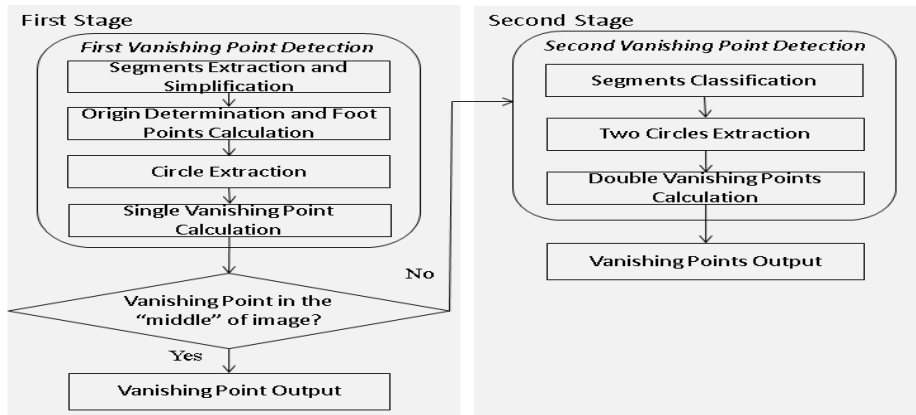 First Stage
First Vanishing Point Detection
Segments Extraction and
Simplification
Origin Determination and Foot
Points Calculation
Circle Extraction
Single Vanishing Point
Calculation
No
Vanishing Point in the
“middle” of image?
Yes
Vanishing Point Output
Second Stage
Second Vanishing Point Detection
Segments Classification
Two Circles Extraction
Double Vanishing Points
Calculation
Vanishing Points Output